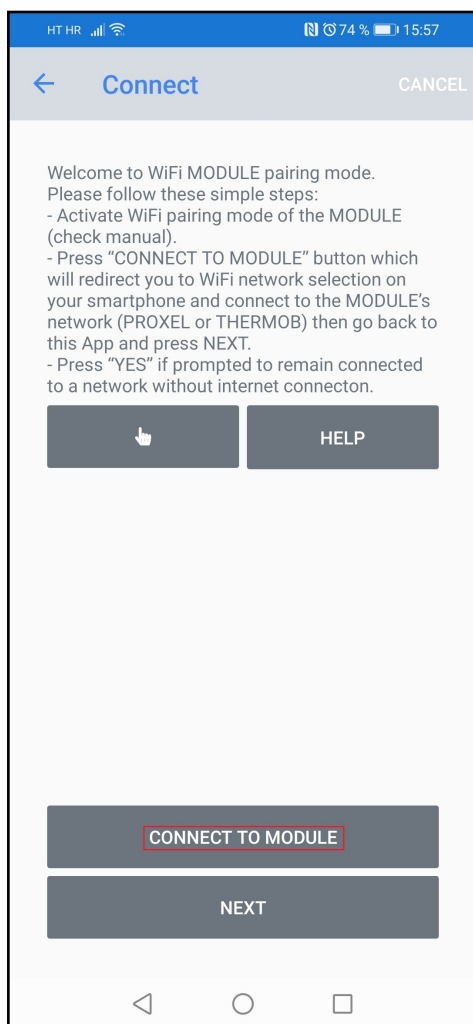 HT HR 74 % 15:57
Connect CANCEL
Welcome to WiFi MODULE pairing mode.
Please follow these simple steps:
- Activate WiFi pairing mode of the MODULE
(check manual).
- Press “CONNECT TO MODULE” button which
will redirect you to WiFi network selection on
your smartphone and connect to the MODULE’s
network (PROXEL or THERMOB) then go back to
this App and press NEXT.
- Press “YES” if prompted to remain connected
to a network without internet connecton.
HELP
CONNECT TO MODULE
NEXT